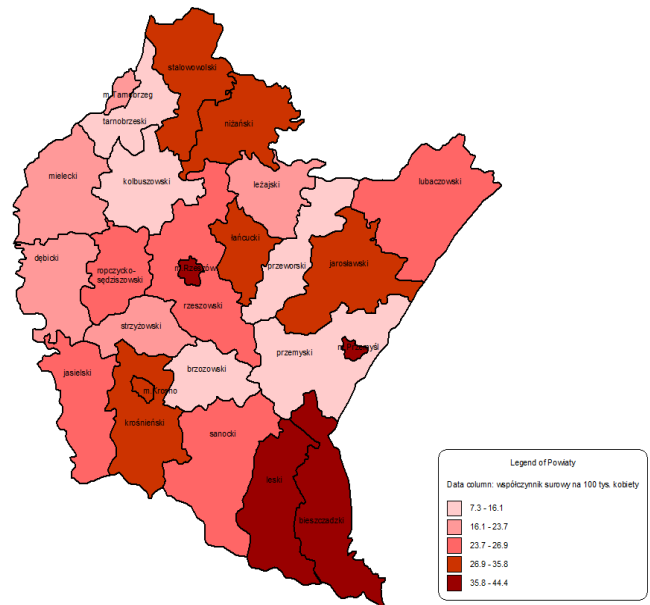 stalowowolski
m.Tarnobrzeg
tarnobrzeski
niżański
mielecki
kolbuszowski
leżajski
lubaczowski
łańcucki
dębicki
ropczycko-
sędziszowski
m.Rzeszów
przeworski
jarosławski
rzeszowski
strzyżowski
przemyski
m.Przemyśl
jasielski
brzozowski
m.Krosno
krośnieński
sanocki
leski
bieszczadzki
Legend of Powiaty
Data column: współczynnik surowy na 100 tys. kobiety
7.3 - 16.1
16.1 - 23.7
23.7 - 26.9
26.9 - 35.8
35.8 - 44.4